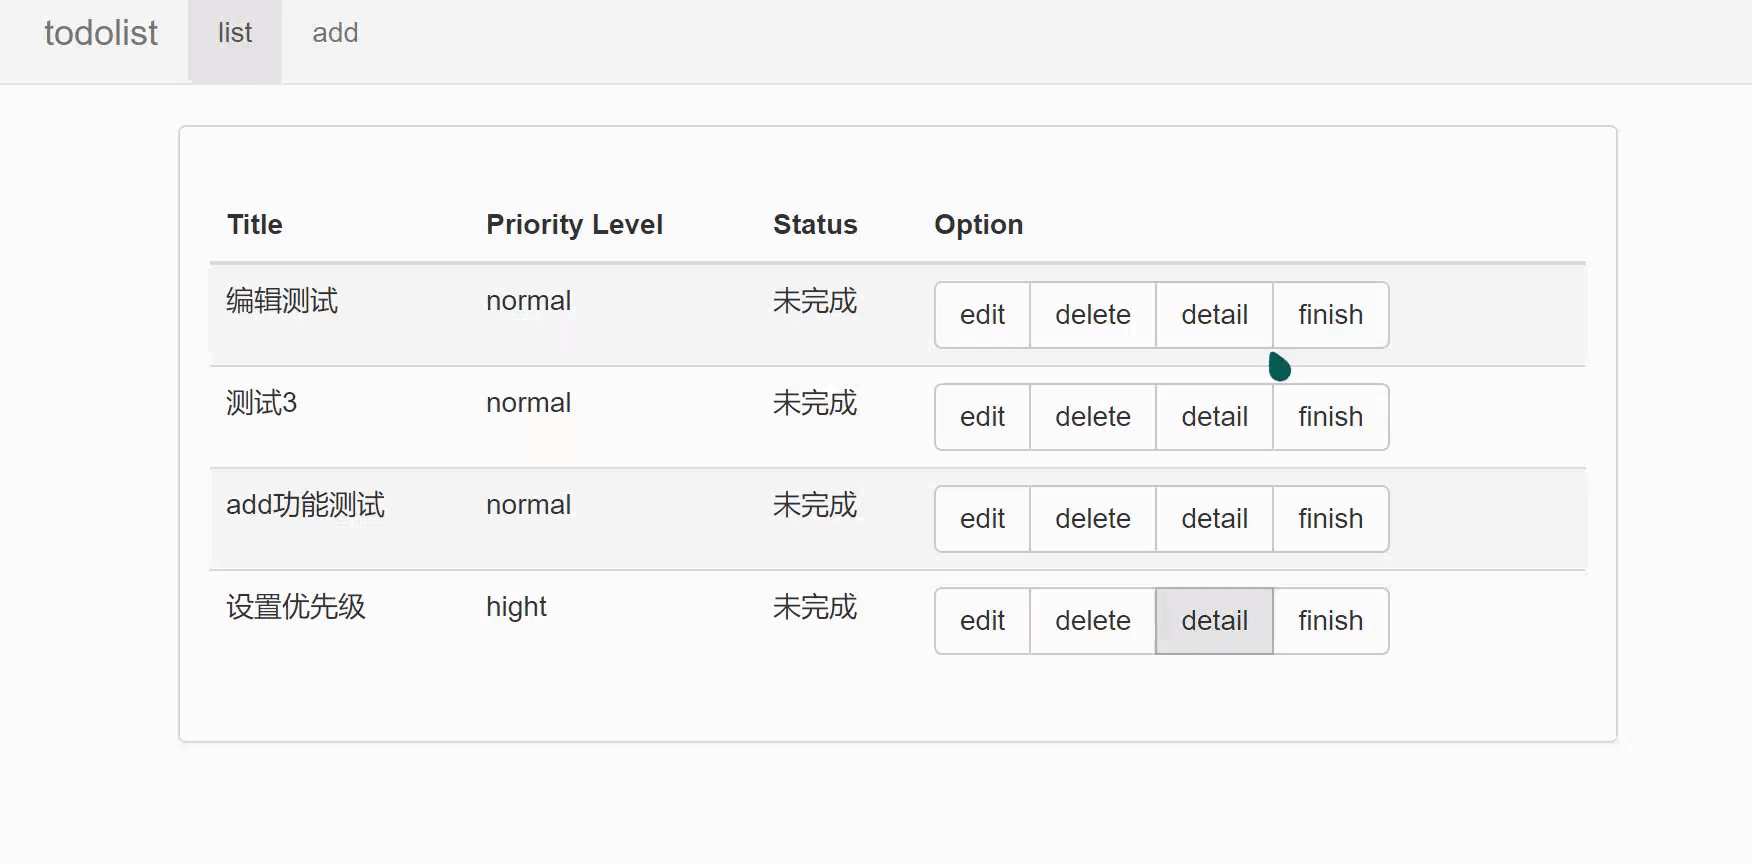 todolist list add
Title Priority Level Status Option
编辑测试 normal 未完成 edit delete detail finish
测试3 normal 未完成 edit delete detail finish
add功能测试 normal 未完成 edit delete detail finish
设置优先级 hight 未完成 edit delete detail finish